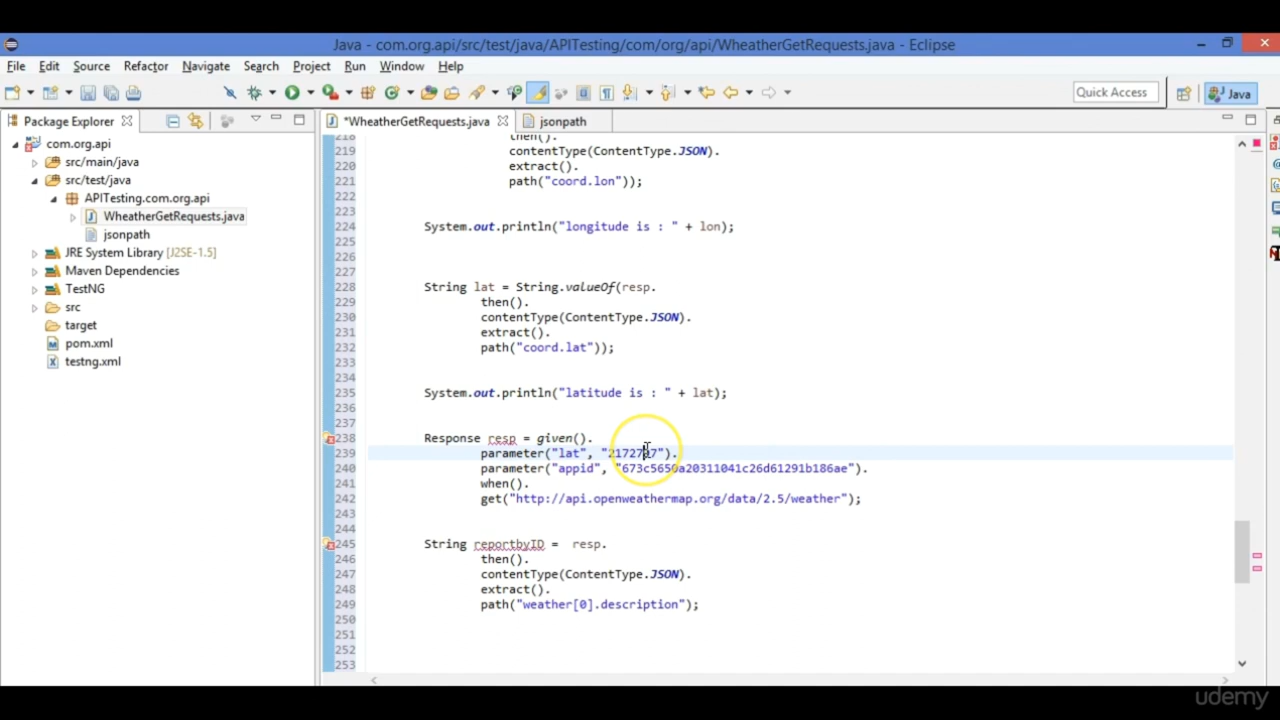 Java - com.org.api/src/test/java/APITesting/com/org/api/WheatherGetRequests.java - Eclipse
File Edit Source Refactor Navigate Search Project Run Window Help
Quick Access
Java
Package Explorer
*WheatherGetRequests.java
jsonpath
com.org.api
src/main/java
src/test/java
APITesting.com.org.api
WheatherGetRequests.java
jsonpath
JRE System Library [J2SE-1.5]
Maven Dependencies
TestNG
src
target
pom.xml
testng.xml
218 then().
219 contentType(ContentType.JSON).
220 extract().
221 path("coord.lon"));
222
223
224 System.out.println("longitude is : " + lon);
225
226
227
228 String lat = String.valueOf(resp.
229 then().
230 contentType(ContentType.JSON).
231 extract().
232 path("coord.lat"));
233
234
235 System.out.println("latitude is : " + lat);
236
237
238 Response resp = given().
239 parameter("lat", "2172797").
240 parameter("appid", "673c5650a20311041c26d61291b186ae").
241 when().
242 get("http://api.openweathermap.org/data/2.5/weather");
243
244
245 String reportbyID = resp.
246 then().
247 contentType(ContentType.JSON).
248 extract().
249 path("weather[0].description");
250
251
252
253
udemy